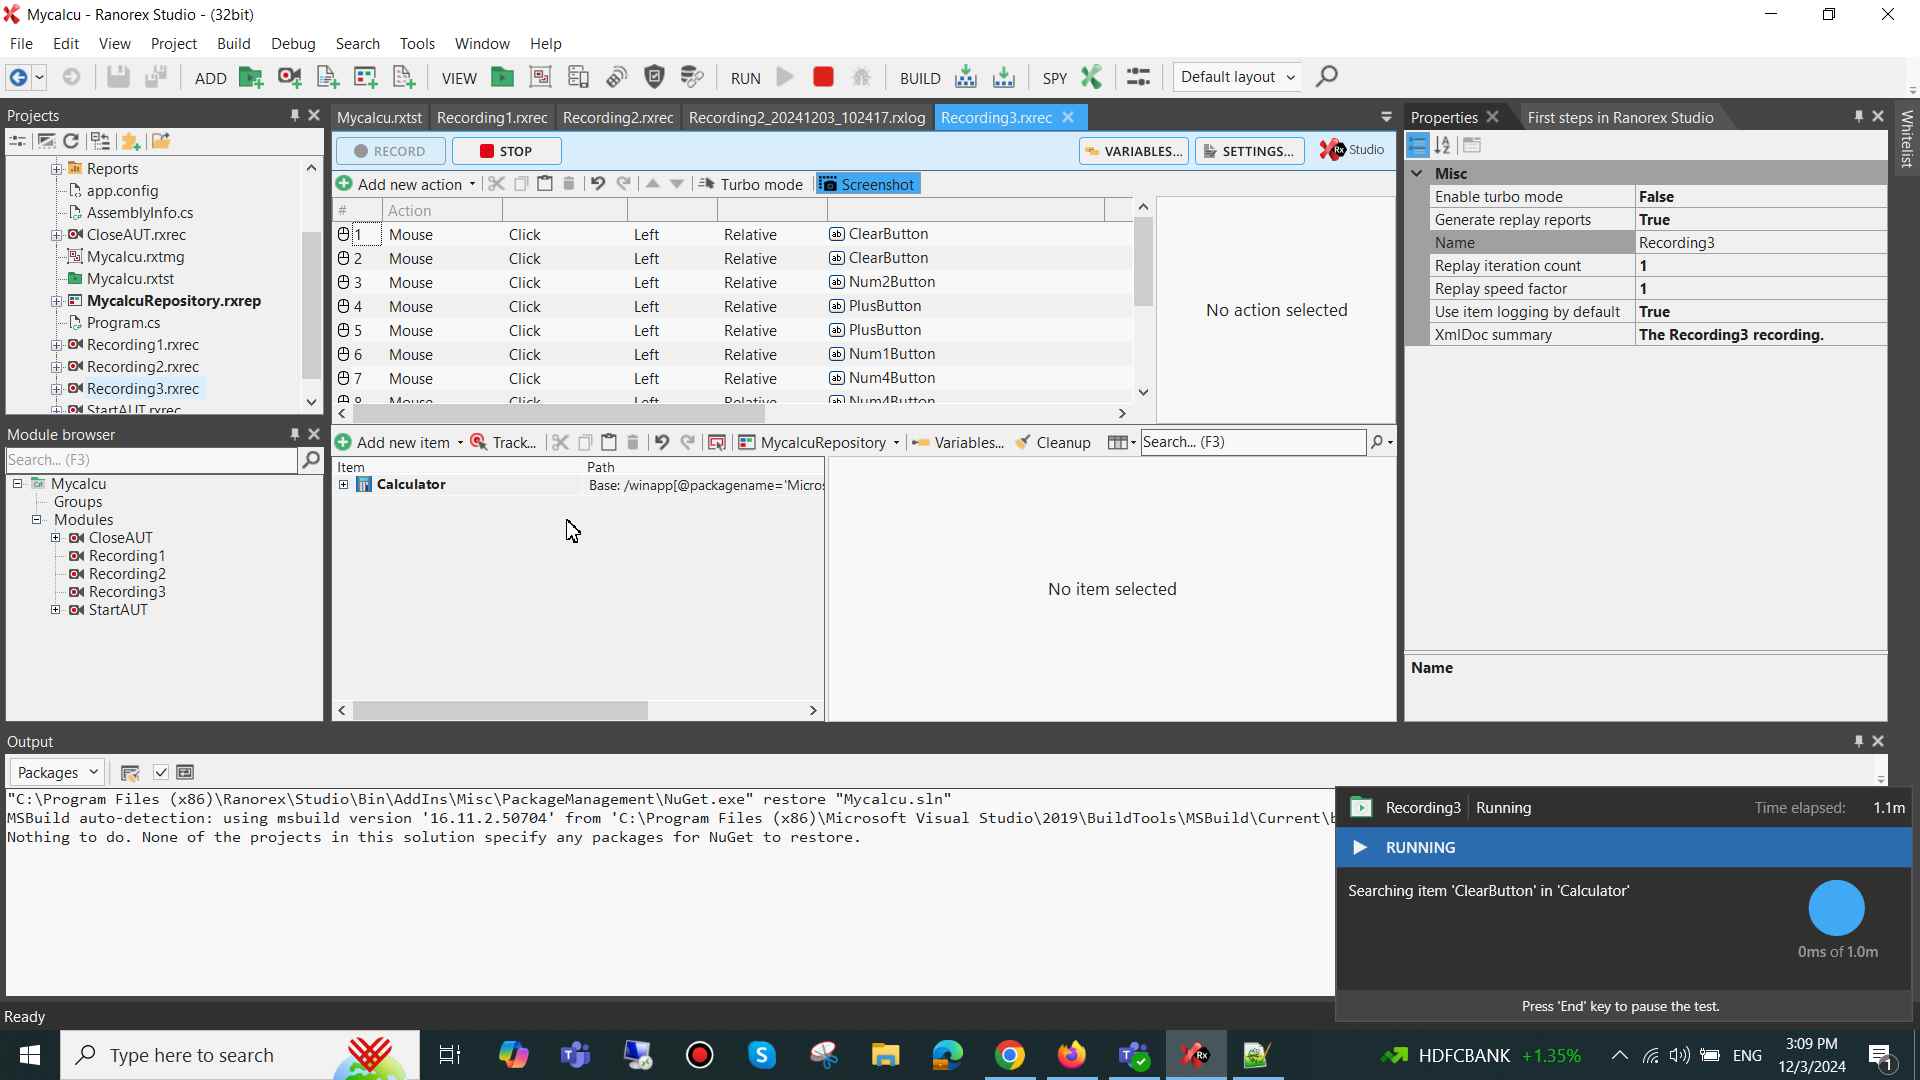 Mycalcu - Ranorex Studio - (32bit)
File Edit View Project Build Debug Search Tools Window Help
ADD VIEW RUN BUILD SPY Default layout
Projects
Reports
app.config
AssemblyInfo.cs
CloseAUT.rxrec
Mycalcu.rxtmg
Mycalcu.rxtst
MycalcuRepository.rxrep
Program.cs
Recording1.rxrec
Recording2.rxrec
Recording3.rxrec
StartAUT.rxrec
Module browser
Search... (F3)
Mycalcu
Groups
Modules
CloseAUT
Recording1
Recording2
Recording3
StartAUT
Mycalcu.rxtst Recording1.rxrec Recording2.rxrec Recording2_20241203_102417.rxlog Recording3.rxrec
RECORD STOP VARIABLES... SETTINGS... Rx Studio
Add new action Turbo mode Screenshot
# Action
1 Mouse Click Left Relative ab ClearButton
2 Mouse Click Left Relative ab ClearButton
3 Mouse Click Left Relative ab Num2Button
4 Mouse Click Left Relative ab PlusButton
5 Mouse Click Left Relative ab PlusButton
6 Mouse Click Left Relative ab Num1Button
7 Mouse Click Left Relative ab Num4Button
8 Mouse Click Left Relative ab Num4Button
No action selected
Add new item Track... MycalcuRepository Variables... Cleanup Search... (F3)
Item Path
Calculator Base: /winapp[@packagename='Micros
No item selected
Properties First steps in Ranorex Studio
Misc
Enable turbo mode False
Generate replay reports True
Name Recording3
Replay iteration count 1
Replay speed factor 1
Use item logging by default True
XmlDoc summary The Recording3 recording.
Name
Whitelist
Output
Packages
"C:\Program Files (x86)\Ranorex\Studio\Bin\AddIns\Misc\PackageManagement\NuGet.exe" restore "Mycalcu.sln"
MSBuild auto-detection: using msbuild version '16.11.2.50704' from 'C:\Program Files (x86)\Microsoft Visual Studio\2019\BuildTools\MSBuild\Current\b
Nothing to do. None of the projects in this solution specify any packages for NuGet to restore.
Recording3 Running Time elapsed: 1.1m
RUNNING
Searching item 'ClearButton' in 'Calculator'
0ms of 1.0m
Press 'End' key to pause the test.
Ready
Type here to search
HDFCBANK +1.35%
ENG
3:09 PM
12/3/2024
1